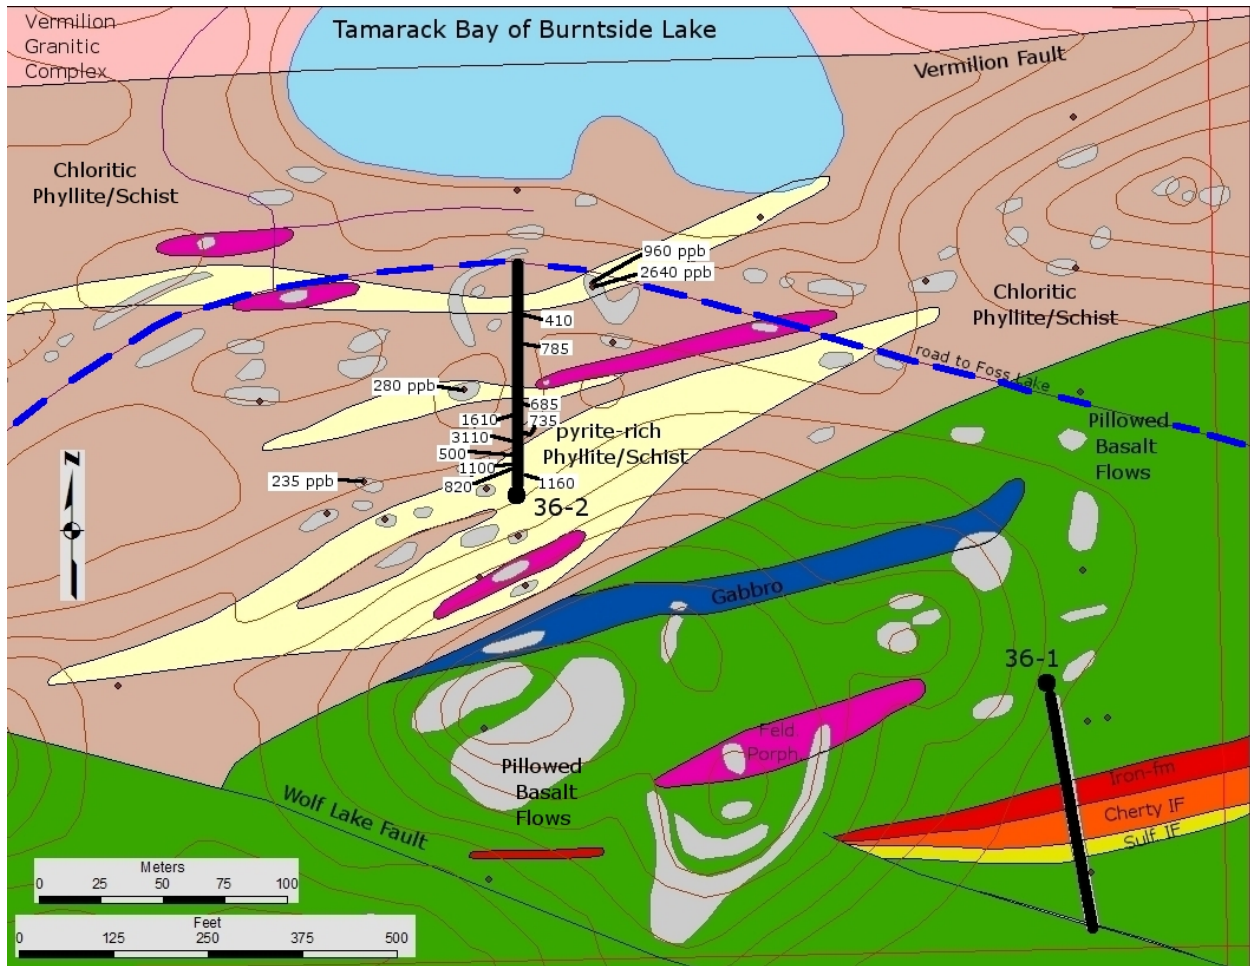 Vermilion
Granitic
Complex
Tamarack Bay of Burntside Lake
Vermilion Fault
Chloritic
Phyllite/Schist
960 ppb
2640 ppb
Chloritic
Phyllite/Schist
410
785
road to Foss Lake
280 ppb
685
1610
735
3110
pyrite-rich
Phyllite/Schist
500
1100
1160
820
235 ppb
36-2
Pillowed
Basalt
Flows
N
Gabbro
36-1
Feld.
Porph.
Pillowed
Basalt
Flows
Iron-fm
Cherty IF
Sulf. IF
Wolf Lake Fault
Meters
0 25 50 75 100
Feet
0 125 250 375 500